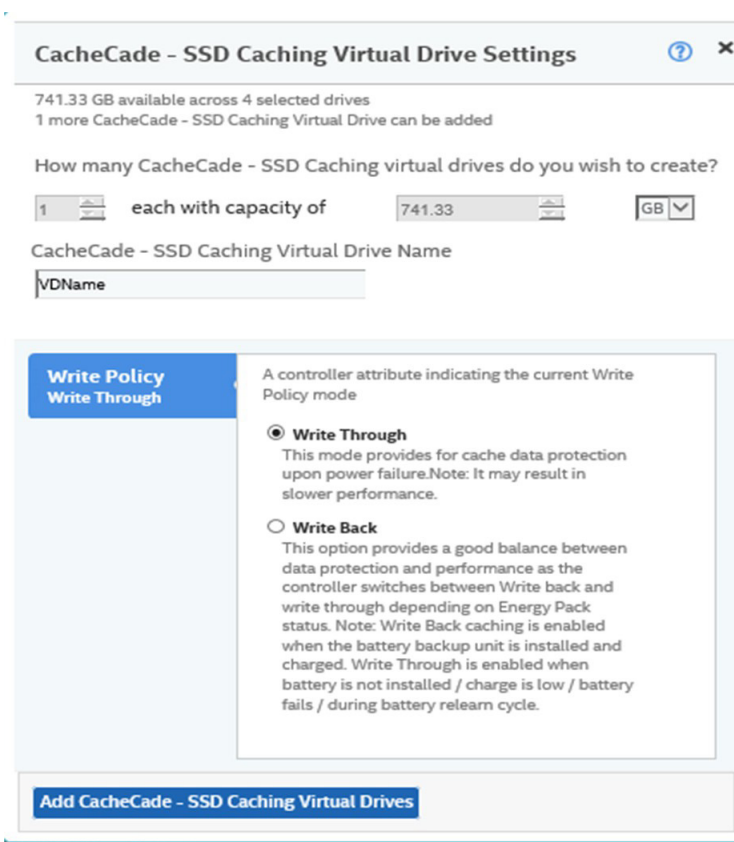 CacheCade - SSD Caching Virtual Drive Settings ? ×
741.33 GB available across 4 selected drives
1 more CacheCade - SSD Caching Virtual Drive can be added
How many CacheCade - SSD Caching virtual drives do you wish to create?
1 each with capacity of 741.33 GB
CacheCade - SSD Caching Virtual Drive Name
VDName
Write Policy
Write Through
A controller attribute indicating the current Write
Policy mode
Write Through
This mode provides for cache data protection
upon power failure.Note: It may result in
slower performance.
Write Back
This option provides a good balance between
data protection and performance as the
controller switches between Write back and
write through depending on Energy Pack
status. Note: Write Back caching is enabled
when the battery backup unit is installed and
charged. Write Through is enabled when
battery is not installed / charge is low / battery
fails / during battery relearn cycle.
Add CacheCade - SSD Caching Virtual Drives